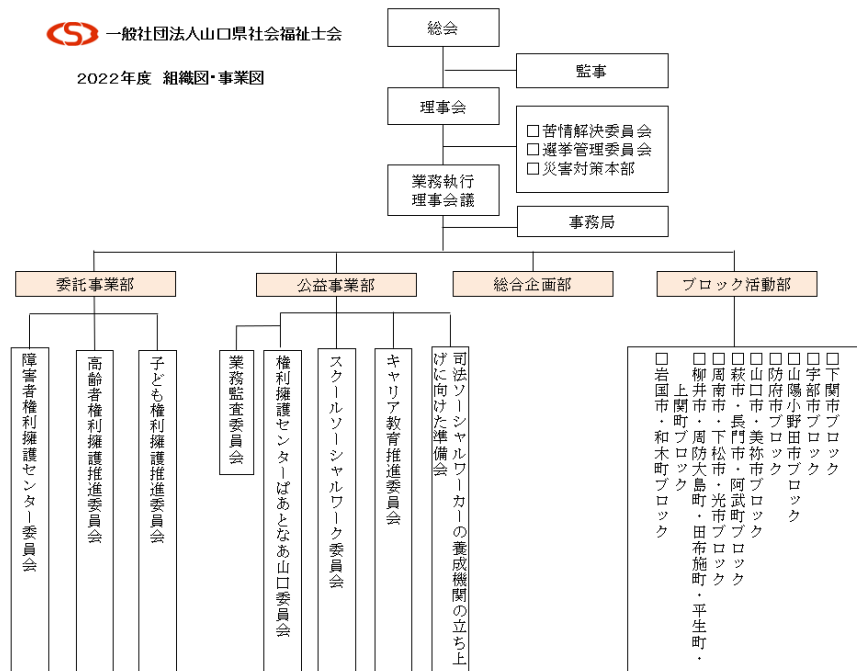 一般社団法人山口県社会福祉士会
2022年度 組織図・事業図
総会
監事
理事会
□苦情解決委員会
□選挙管理委員会
□災害対策本部
業務執行
理事会議
事務局
委託事業部
公益事業部
総合企画部
ブロック活動部
障害者権利擁護センター委員会
高齢者権利擁護推進委員会
子ども権利擁護推進委員会
業務監査委員会
権利擁護センターぱあとなあ山口委員会
スクールソーシャルワーク委員会
キャリア教育推進委員会
司法ソーシャルワーカーの養成機関の立ち上
げに向けた準備会
□下関市ブロック
□宇部市ブロック
□山陽小野田市ブロック
□防府市ブロック
□山口市・美祢市ブロック
□萩市・長門市・阿武町ブロック
□周南市・下松市・光市ブロック
□柳井市・周防大島町・田布施町・平生町・
上関町ブロック
□岩国市・和木町ブロック